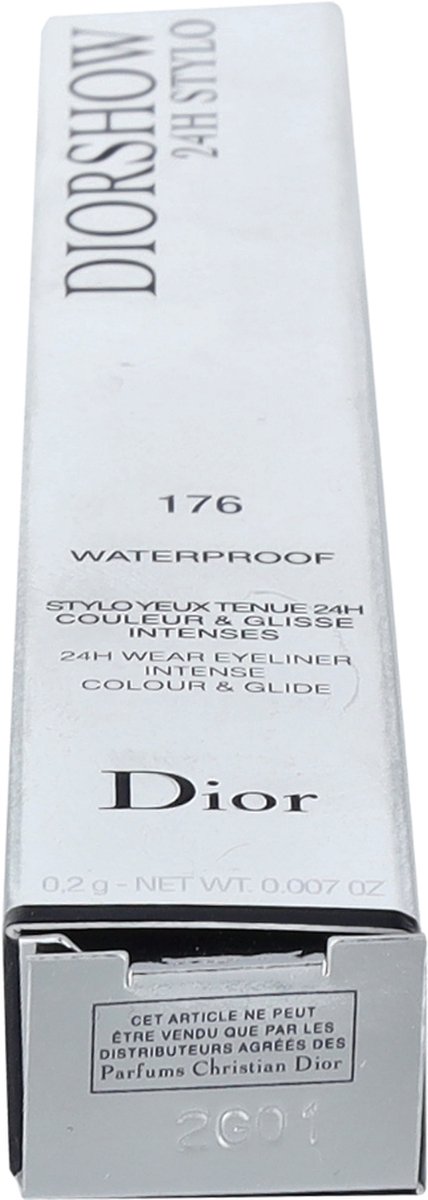 DIORSHOW
24H STYLO
176
WATERPROOF
STYLO YEUX TENUE 24H
COULEUR & GLISSE
INTENSES
24H WEAR EYELINER
INTENSE
COLOUR & GLIDE
Dior
0,2 g - NET WT. 0.007 OZ
CET ARTICLE NE PEUT
ÊTRE VENDU QUE PAR LES
DISTRIBUTEURS AGRÉÉS DES
Parfums Christian Dior
2G01